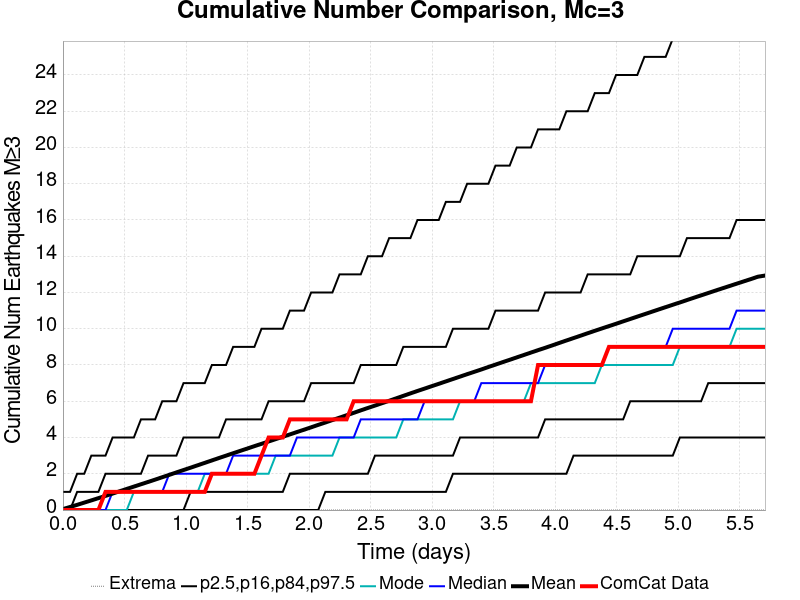 Cumulative Number Comparison, Mc=3
Cumulative Num Earthquakes M≥3
24
22
20
18
16
14
12
10
8
6
4
2
0
0.0 0.5 1.0 1.5 2.0 2.5 3.0 3.5 4.0 4.5 5.0 5.5
Time (days)
Extrema p2.5,p16,p84,p97.5 Mode Median Mean ComCat Data